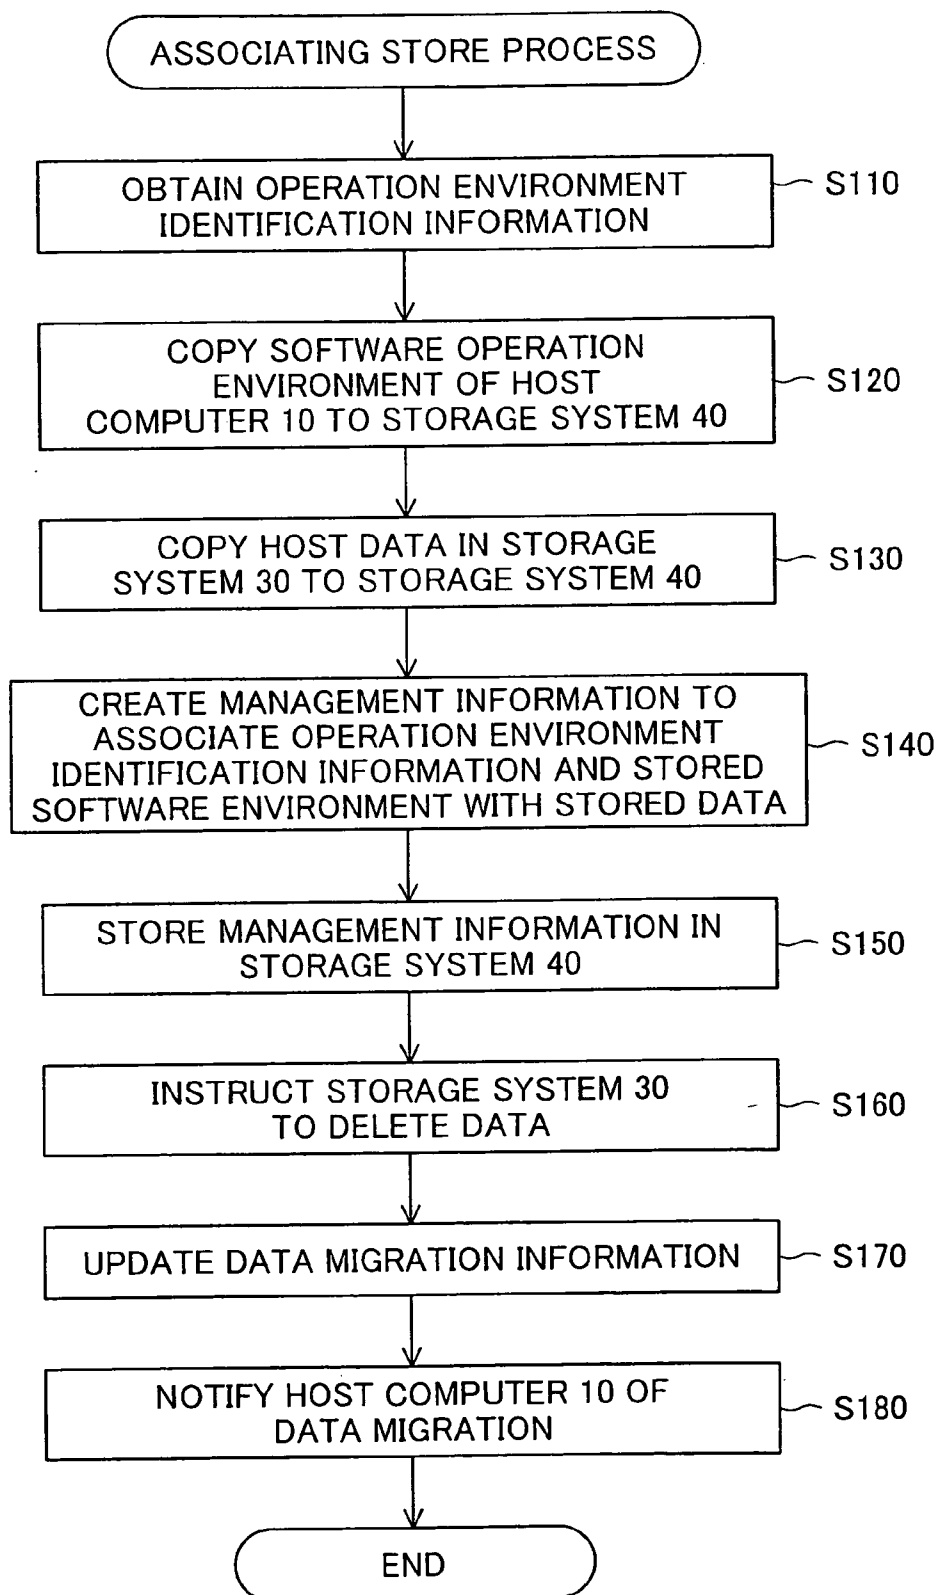 ASSOCIATING STORE PROCESS
OBTAIN OPERATION ENVIRONMENT
IDENTIFICATION INFORMATION
S110
COPY SOFTWARE OPERATION
ENVIRONMENT OF HOST
COMPUTER 10 TO STORAGE SYSTEM 40
S120
COPY HOST DATA IN STORAGE
SYSTEM 30 TO STORAGE SYSTEM 40
S130
CREATE MANAGEMENT INFORMATION TO
ASSOCIATE OPERATION ENVIRONMENT
IDENTIFICATION INFORMATION AND STORED
SOFTWARE ENVIRONMENT WITH STORED DATA
S140
STORE MANAGEMENT INFORMATION IN
STORAGE SYSTEM 40
S150
INSTRUCT STORAGE SYSTEM 30
TO DELETE DATA
S160
UPDATE DATA MIGRATION INFORMATION
S170
NOTIFY HOST COMPUTER 10 OF
DATA MIGRATION
S180
END